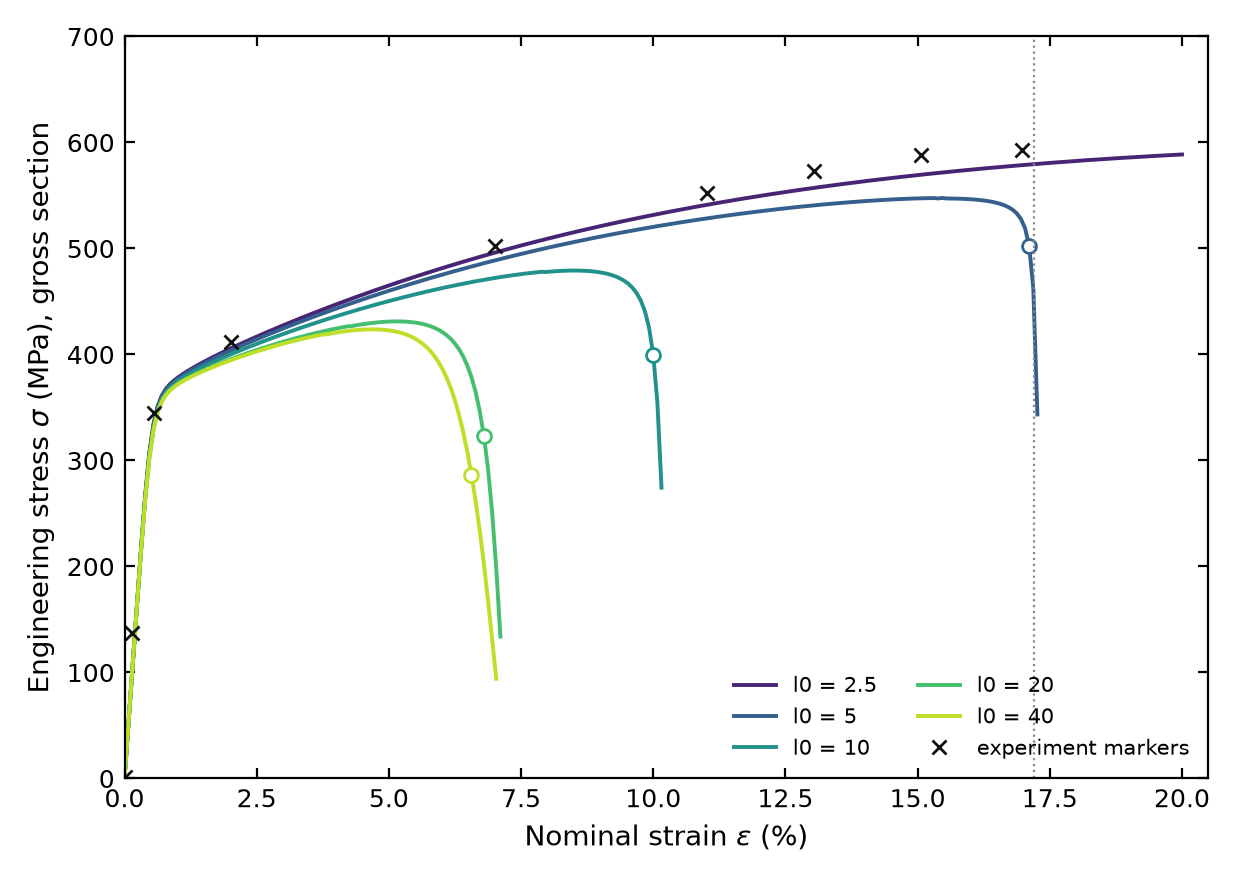 700
600
500
400
300
200
100
0
Engineering stress σ (MPa), gross section
0.0 2.5 5.0 7.5 10.0 12.5 15.0 17.5 20.0
Nominal strain ε (%)
l0 = 2.5
l0 = 5
l0 = 10
l0 = 20
l0 = 40
experiment markers